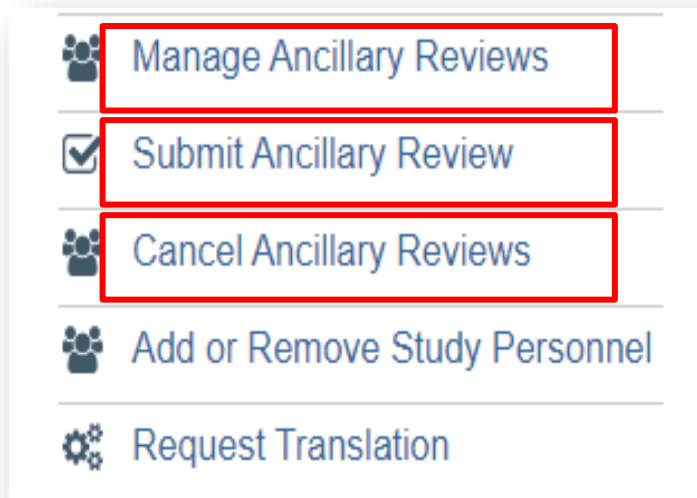 Manage Ancillary Reviews
Submit Ancillary Review
Cancel Ancillary Reviews
Add or Remove Study Personnel
Request Translation